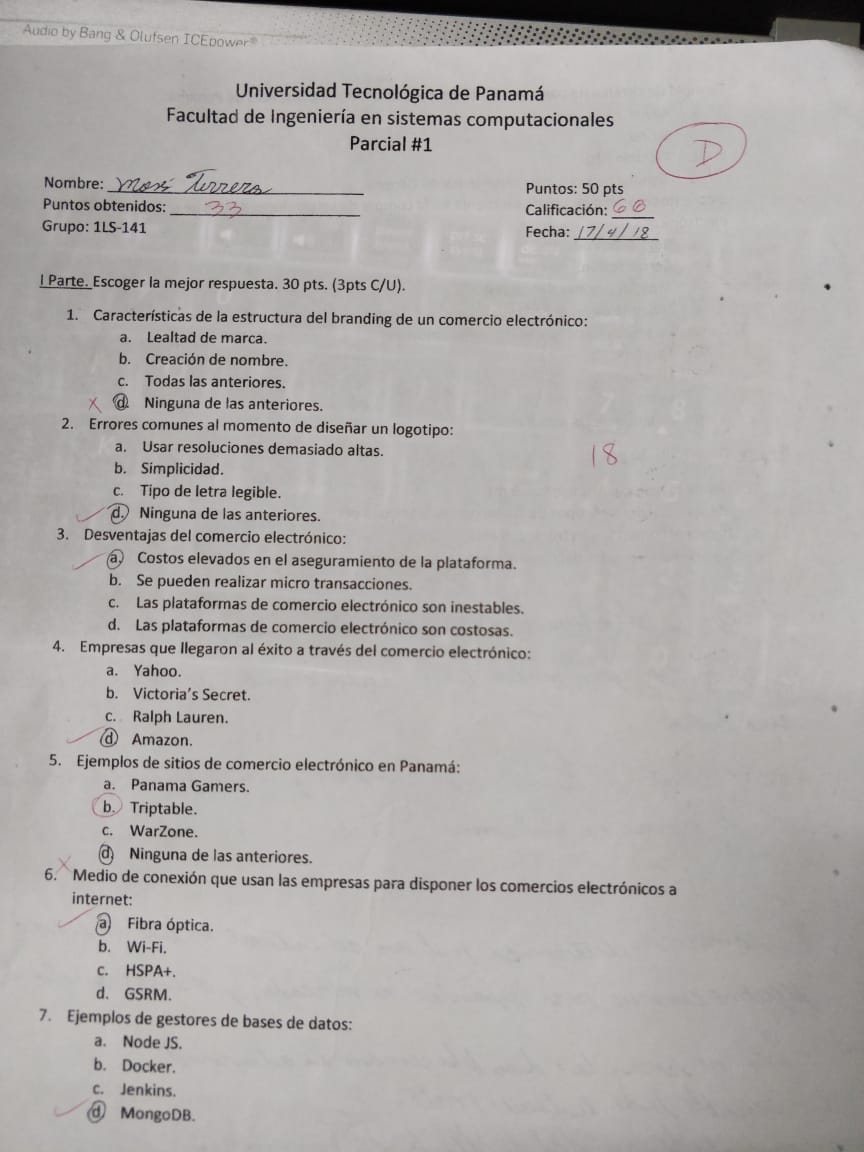 Audio by Bang & Olufsen ICEpower®
Universidad Tecnológica de Panamá
Facultad de Ingeniería en sistemas computacionales
Parcial #1
D
Nombre: Herrera
Puntos: 50 pts
Puntos obtenidos: 33
Calificación: 60
Grupo: 1LS-141
Fecha: 17/4/18
I Parte. Escoger la mejor respuesta. 30 pts. (3pts C/U).
1. Características de la estructura del branding de un comercio electrónico:
a. Lealtad de marca.
b. Creación de nombre.
c. Todas las anteriores.
d. Ninguna de las anteriores.
2. Errores comunes al momento de diseñar un logotipo:
a. Usar resoluciones demasiado altas.
18
b. Simplicidad.
c. Tipo de letra legible.
d. Ninguna de las anteriores.
3. Desventajas del comercio electrónico:
a. Costos elevados en el aseguramiento de la plataforma.
b. Se pueden realizar micro transacciones.
c. Las plataformas de comercio electrónico son inestables.
d. Las plataformas de comercio electrónico son costosas.
4. Empresas que llegaron al éxito a través del comercio electrónico:
a. Yahoo.
b. Victoria's Secret.
c. Ralph Lauren.
d. Amazon.
5. Ejemplos de sitios de comercio electrónico en Panamá:
a. Panama Gamers.
b. Triptable.
c. WarZone.
d. Ninguna de las anteriores.
6. Medio de conexión que usan las empresas para disponer los comercios electrónicos a
internet:
a. Fibra óptica.
b. Wi-Fi.
c. HSPA+.
d. GSRM.
7. Ejemplos de gestores de bases de datos:
a. Node JS.
b. Docker.
c. Jenkins.
d. MongoDB.